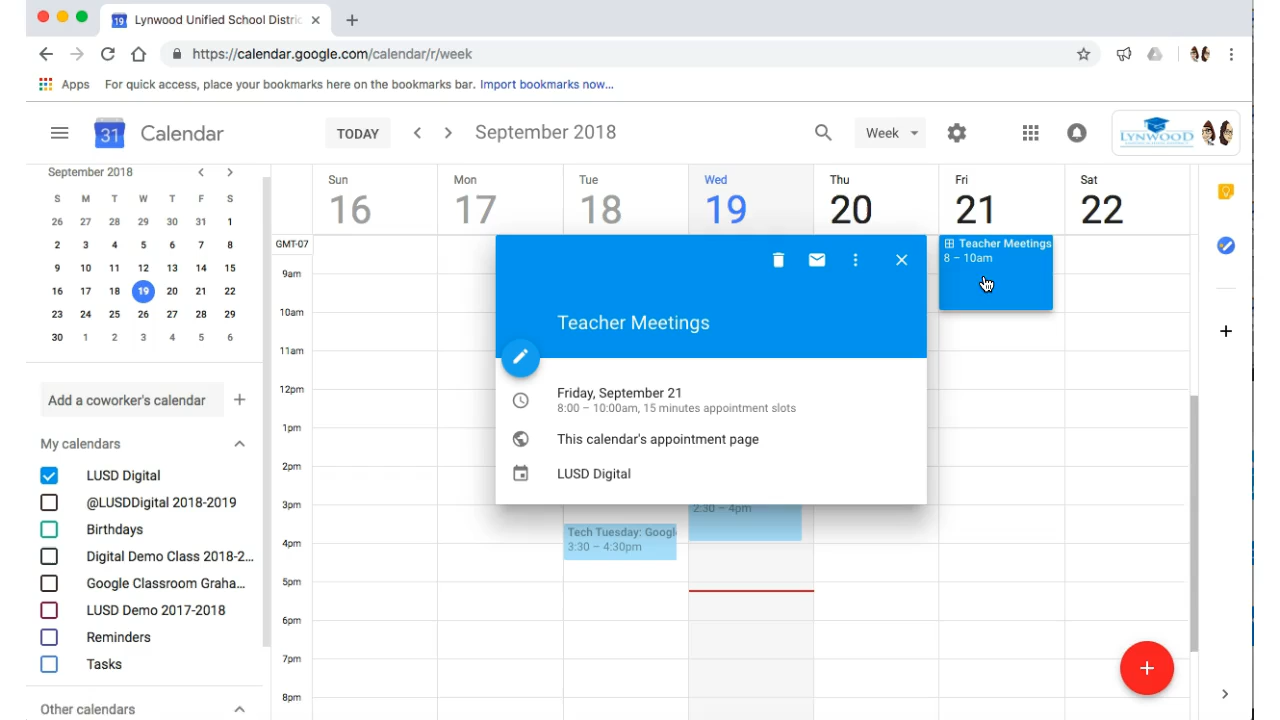 19 Lynwood Unified School Distric
https://calendar.google.com/calendar/r/week
Apps For quick access, place your bookmarks here on the bookmarks bar. Import bookmarks now...
31 Calendar
TODAY
September 2018
Week
LYNWOOD
September 2018
S M T W T F S
26 27 28 29 30 31 1
2 3 4 5 6 7 8
9 10 11 12 13 14 15
16 17 18 19 20 21 22
23 24 25 26 27 28 29
30 1 2 3 4 5 6
Add a coworker's calendar
My calendars
LUSD Digital
@LUSDDigital 2018-2019
Birthdays
Digital Demo Class 2018-2...
Google Classroom Graha...
LUSD Demo 2017-2018
Reminders
Tasks
Other calendars
Sun Mon Tue Wed Thu Fri Sat
16 17 18 19 20 21 22
GMT-07
9am
10am
11am
12pm
1pm
2pm
3pm
4pm
5pm
6pm
7pm
8pm
Teacher Meetings
8 – 10am
Teacher Meetings
Friday, September 21
8:00 – 10:00am, 15 minutes appointment slots
This calendar's appointment page
LUSD Digital
2:30 – 4pm
Tech Tuesday: Googl
3:30 – 4:30pm